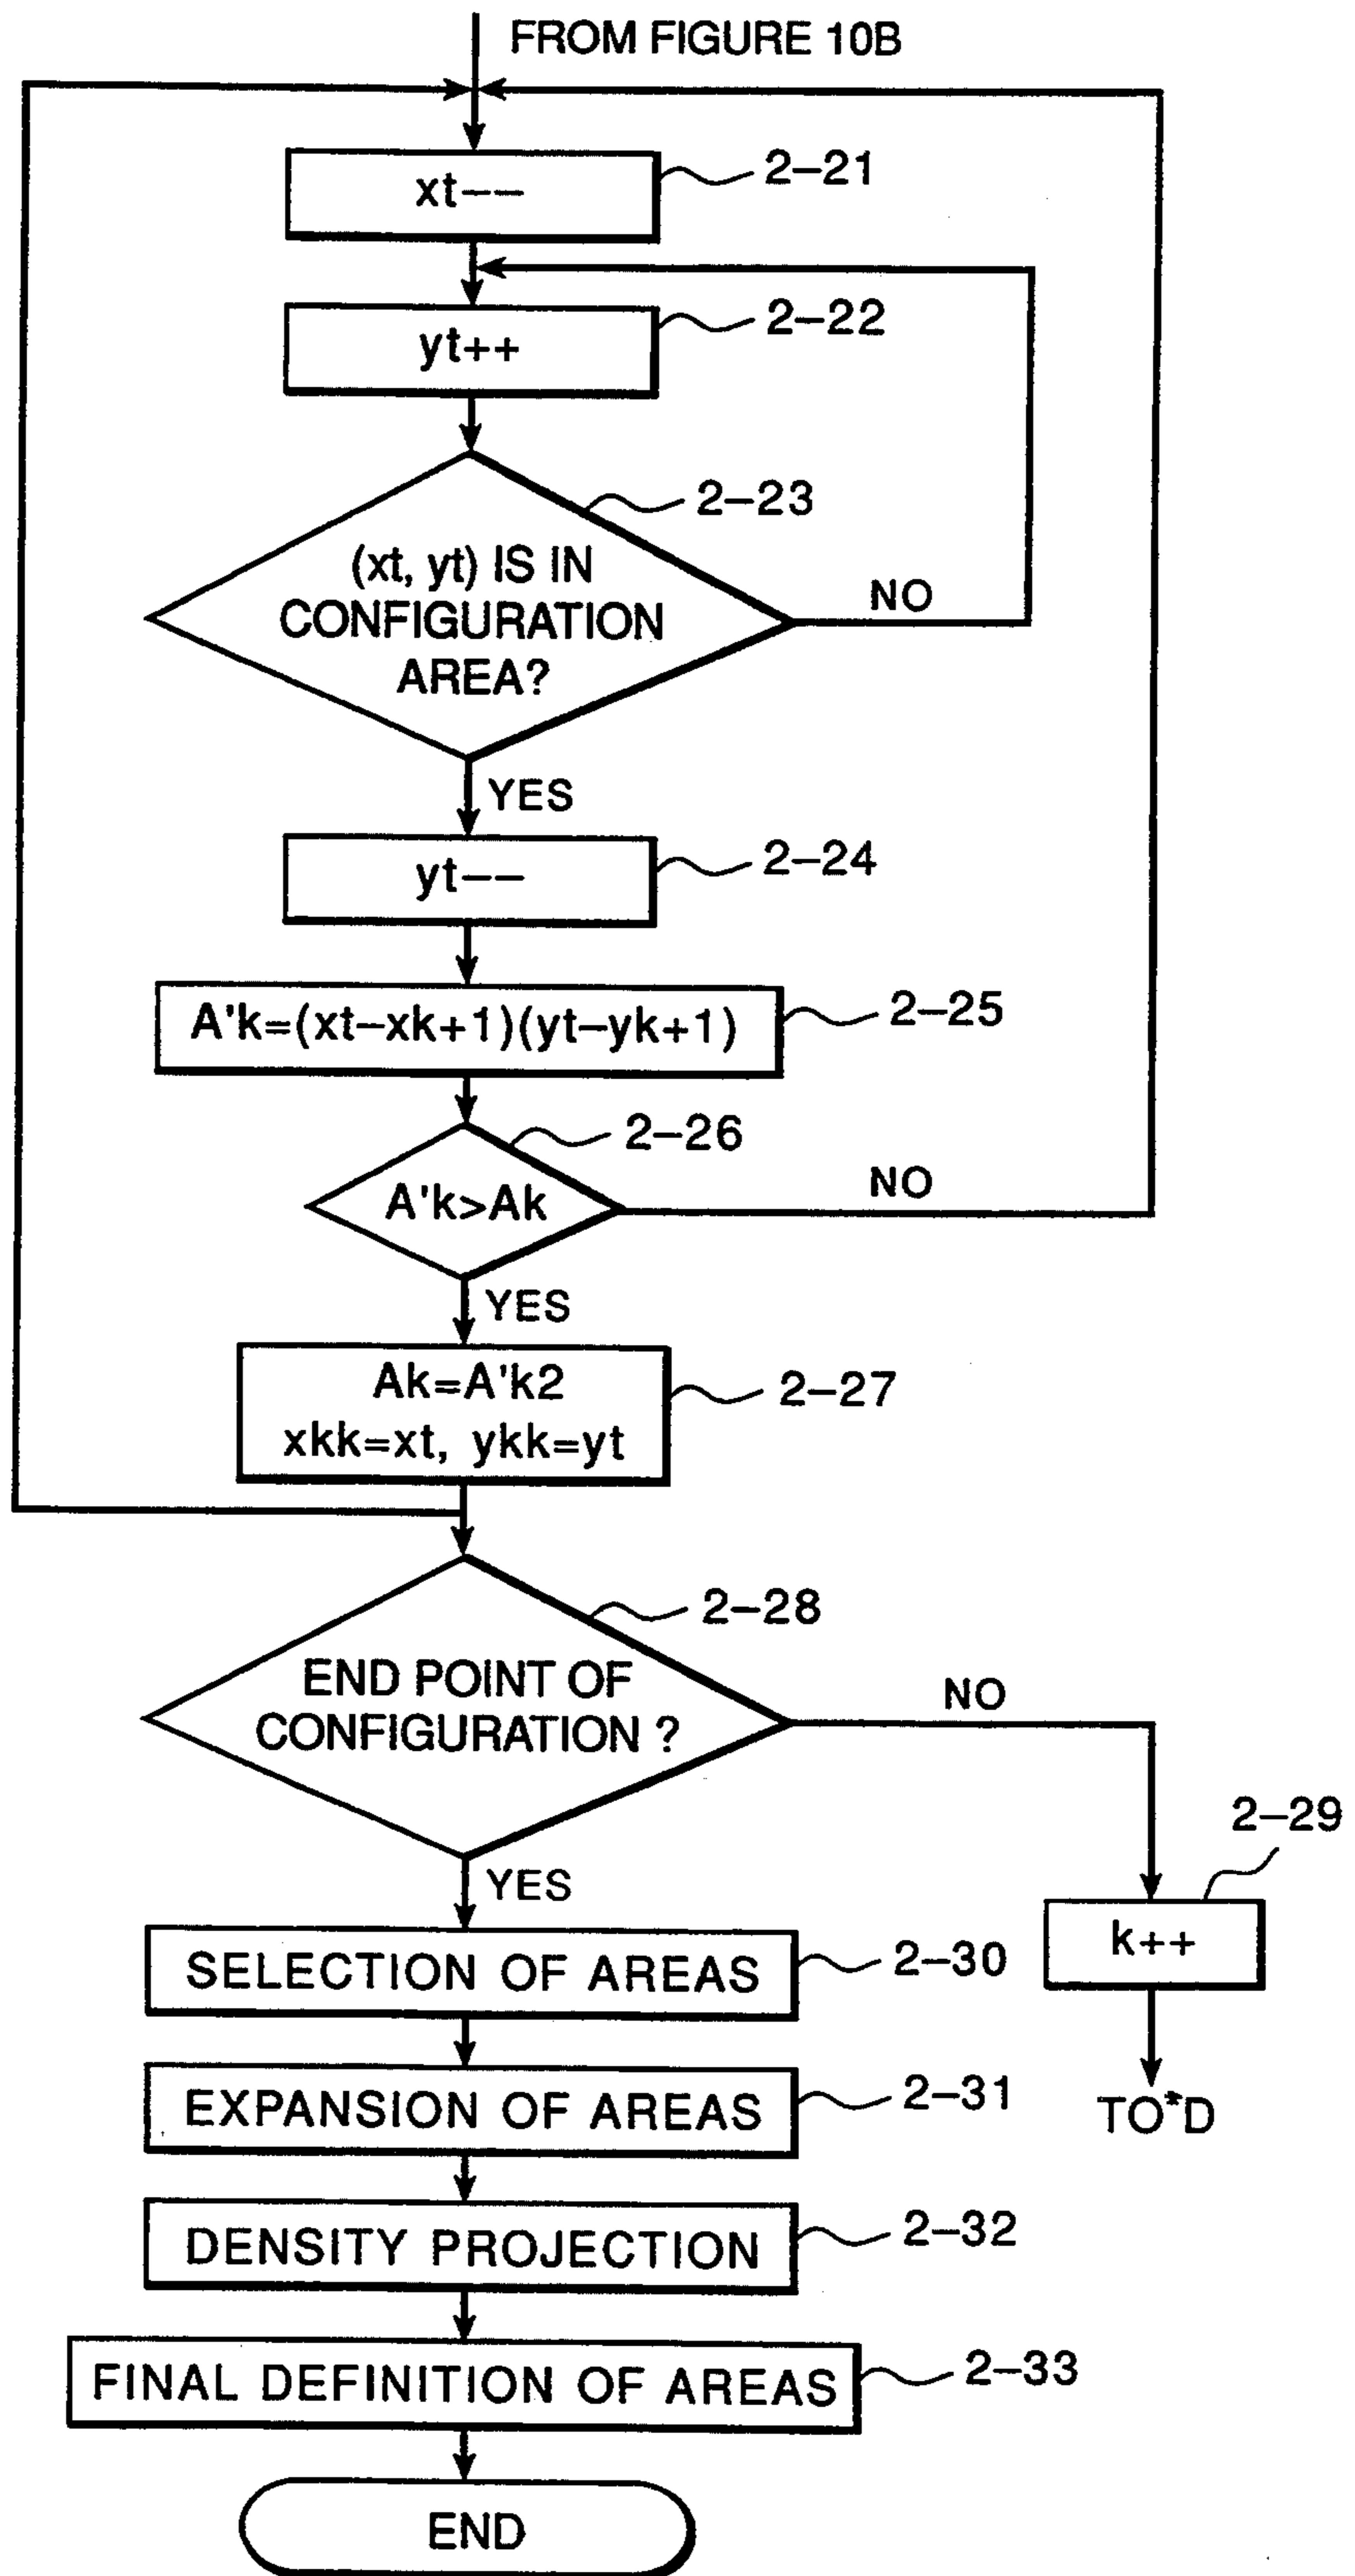 FROM FIGURE 10B
xt--
2-21
yt++
2-22
2-23
(xt, yt) IS IN
CONFIGURATION
AREA?
NO
YES
yt--
2-24
A'k=(xt-xk+1)(yt-yk+1)
2-25
2-26
A'k>Ak
NO
YES
Ak=A'k2
xkk=xt, ykk=yt
2-27
2-28
END POINT OF
CONFIGURATION ?
NO
2-29
k++
TO*D
YES
SELECTION OF AREAS
2-30
EXPANSION OF AREAS
2-31
DENSITY PROJECTION
2-32
FINAL DEFINITION OF AREAS
2-33
END